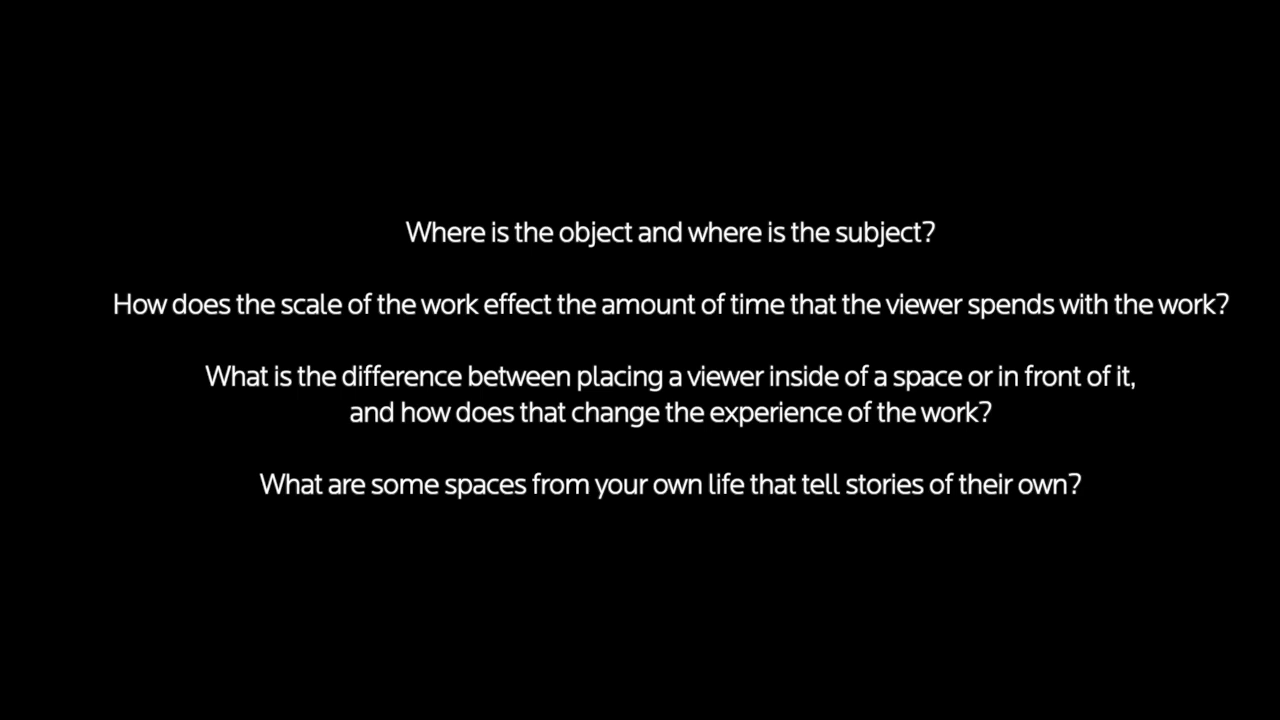 Where is the object and where is the subject?
How does the scale of the work effect the amount of time that the viewer spends with the work?
What is the difference between placing a viewer inside of a space or in front of it,
and how does that change the experience of the work?
What are some spaces from your own life that tell stories of their own?